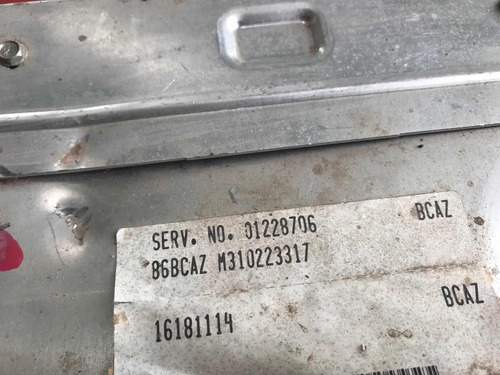 SERV. NO. 01228706 BCAZ
86BCAZ M310223317
BCAZ
16181114